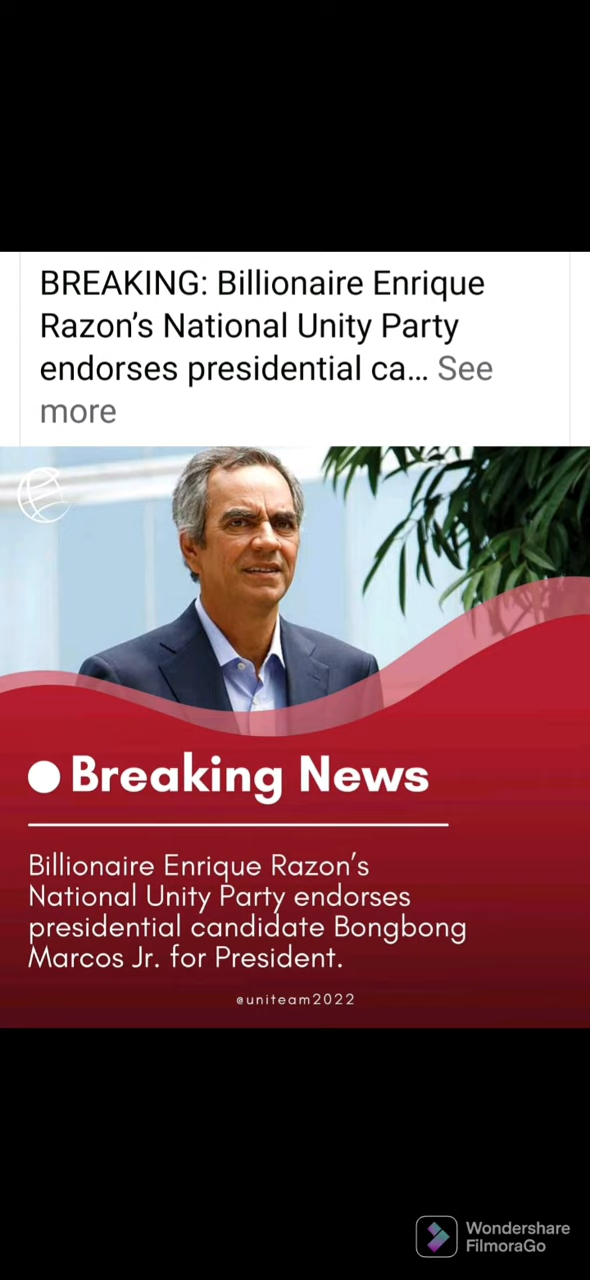 BREAKING: Billionaire Enrique
Razon's National Unity Party
endorses presidential ca... See
more
Breaking News
Billionaire Enrique Razon's
National Unity Party endorses
presidential candidate Bongbong
Marcos Jr. for President.
@uniteam2022
Wondershare
FilmoraGo